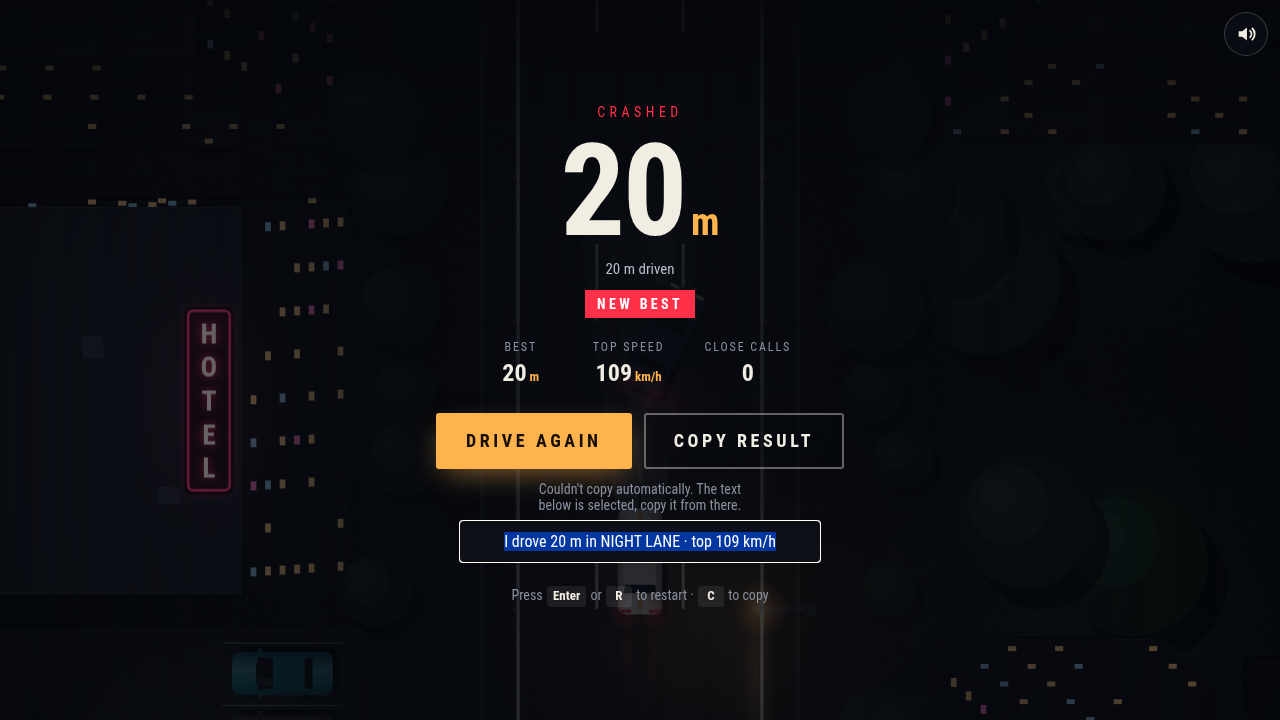 CRASHED
20 m
20 m driven
NEW BEST
BEST
20 m
TOP SPEED
109 km/h
CLOSE CALLS
0
DRIVE AGAIN
COPY RESULT
Couldn't copy automatically. The text
below is selected, copy it from there.
I drove 20 m in NIGHT LANE · top 109 km/h
Press Enter or R to restart · C to copy
HOTEL